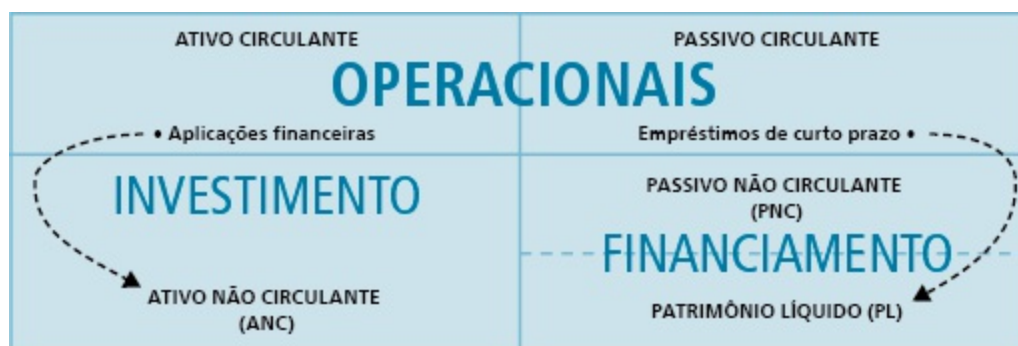 ATIVO CIRCULANTE
PASSIVO CIRCULANTE
OPERACIONAIS
• Aplicações financeiras
Empréstimos de curto prazo •
INVESTIMENTO
PASSIVO NÃO CIRCULANTE
(PNC)
FINANCIAMENTO
ATIVO NÃO CIRCULANTE
(ANC)
PATRIMÔNIO LÍQUIDO (PL)